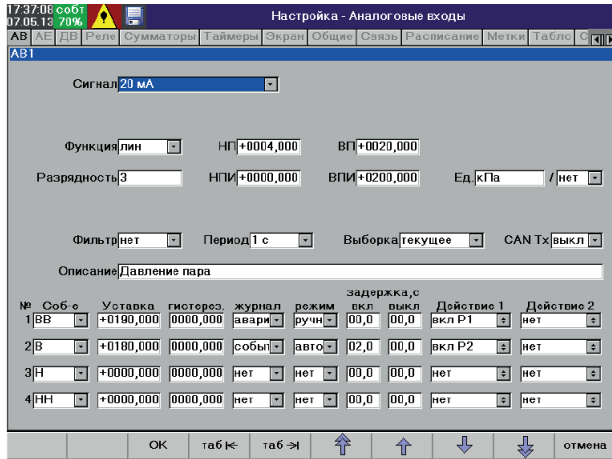 17:37:08 собт
07.05.13 70% Настройка - Аналоговые входы
АВ АЕ ДВ Реле Сумматоры Таймеры Экран Общие Связь Расписание Метки Табло С
АВ1
Сигнал 20 мА
Функция лин НП +0004,000 ВП +0020,000
Разрядность 3 НПИ +0000,000 ВПИ +0200,000 Ед. кПа / нет
Фильтр нет Период 1 с Выборка текущее CAN Tx выкл
Описание Давление пара
задержка,с
№ Соб-е Уставка гистерез. журнал режим вкл выкл Действие 1 Действие 2
1 ВВ +0190,000 0000,000 авари ручн 00,0 00,0 вкл Р1 нет
2 В +0180,000 0000,000 событ авто 02,0 00,0 вкл Р2 нет
3 Н +0000,000 0000,000 нет нет 00,0 00,0 нет нет
4 НН +0000,000 0000,000 нет нет 00,0 00,0 нет нет
ОК таб таб отмена